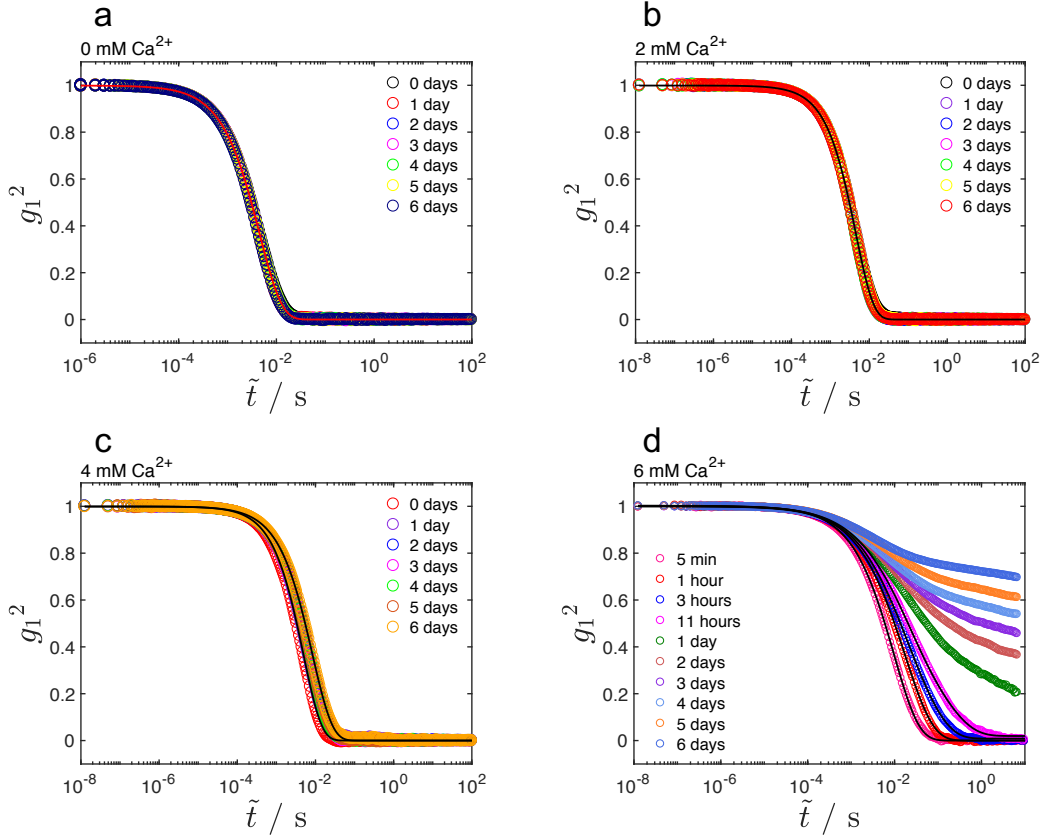 a
0 mM Ca²⁺
1
0.8
0.6
0.4
0.2
0
g₁²
10⁻⁶ 10⁻⁴ 10⁻² 10⁰ 10²
t̃ / s
0 days
1 day
2 days
3 days
4 days
5 days
6 days
b
2 mM Ca²⁺
1
0.8
0.6
0.4
0.2
0
g₁²
10⁻⁸ 10⁻⁶ 10⁻⁴ 10⁻² 10⁰ 10²
t̃ / s
0 days
1 day
2 days
3 days
4 days
5 days
6 days
c
4 mM Ca²⁺
1
0.8
0.6
0.4
0.2
0
g₁²
10⁻⁸ 10⁻⁶ 10⁻⁴ 10⁻² 10⁰ 10²
t̃ / s
0 days
1 day
2 days
3 days
4 days
5 days
6 days
d
6 mM Ca²⁺
1
0.8
0.6
0.4
0.2
0
g₁²
10⁻⁸ 10⁻⁶ 10⁻⁴ 10⁻² 10⁰
t̃ / s
5 min
1 hour
3 hours
11 hours
1 day
2 days
3 days
4 days
5 days
6 days